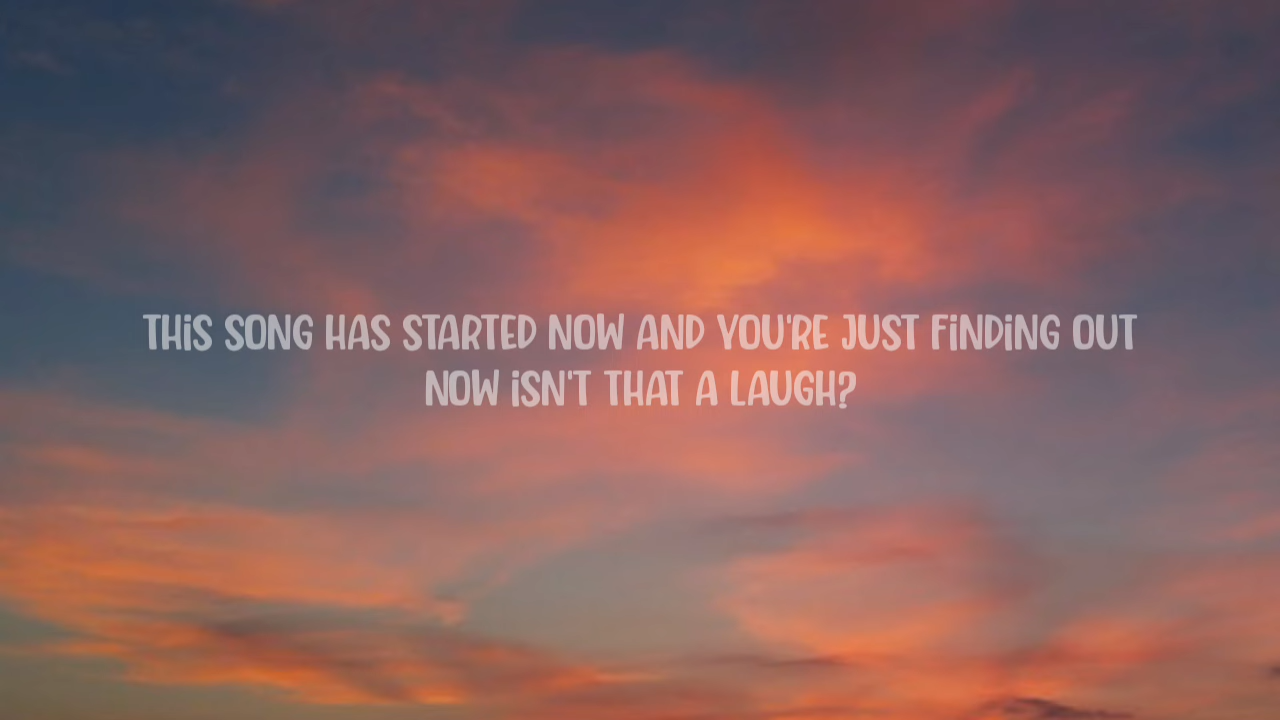 THiS SONG HAS STARTED NOW AND YOU'RE JUST FiNDiNG OUT
NOW iSN'T THAT A LAUGH?